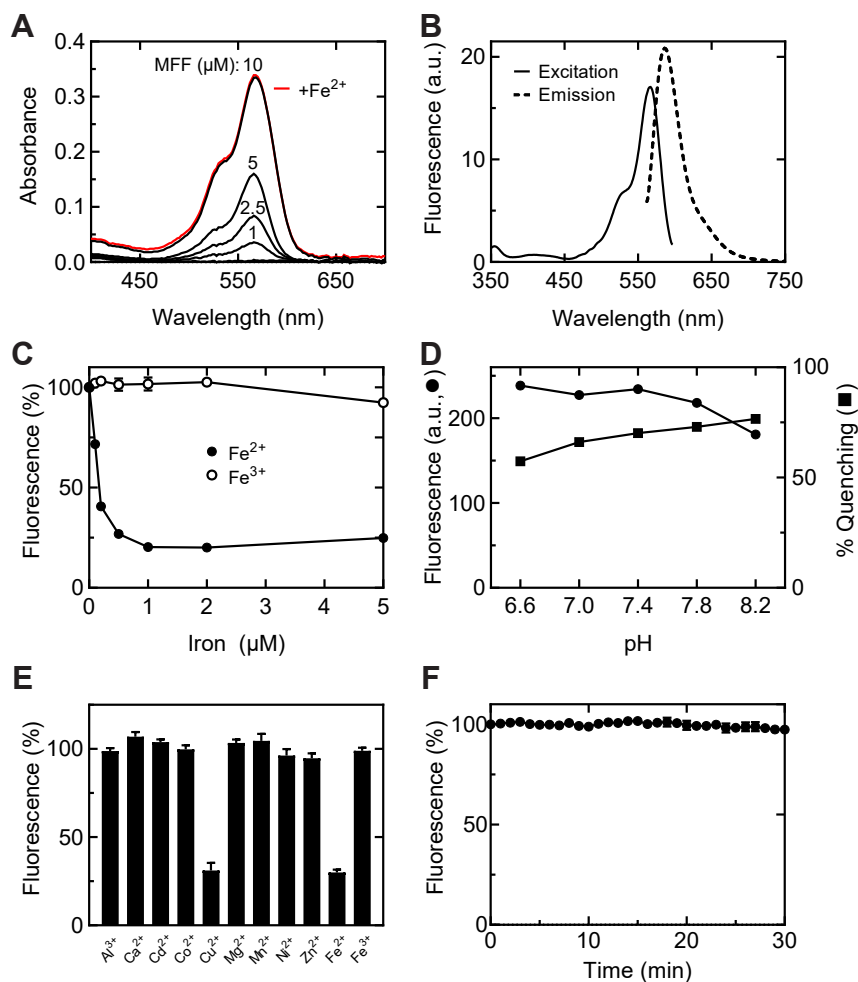 A
0.4
0.3
0.2
0.1
0.0
Absorbance
MFF (µM): 10
+Fe²⁺
5
2.5
1
450
550
650
Wavelength (nm)
B
20
10
0
Fluorescence (a.u.)
Excitation
Emission
350
450
550
650
750
Wavelength (nm)
C
100
50
0
Fluorescence (%)
Fe²⁺
Fe³⁺
0
1
2
3
4
5
Iron (µM)
D
200
150
100
0
Fluorescence (a.u., ●)
100
50
0
% Quenching (■)
6.6
7.0
7.4
7.8
8.2
pH
E
100
50
0
Fluorescence (%)
Al³⁺
Ca²⁺
Cd²⁺
Co²⁺
Cu²⁺
Mg²⁺
Mn²⁺
Ni²⁺
Zn²⁺
Fe²⁺
Fe³⁺
F
100
50
0
Fluorescence (%)
0
10
20
30
Time (min)